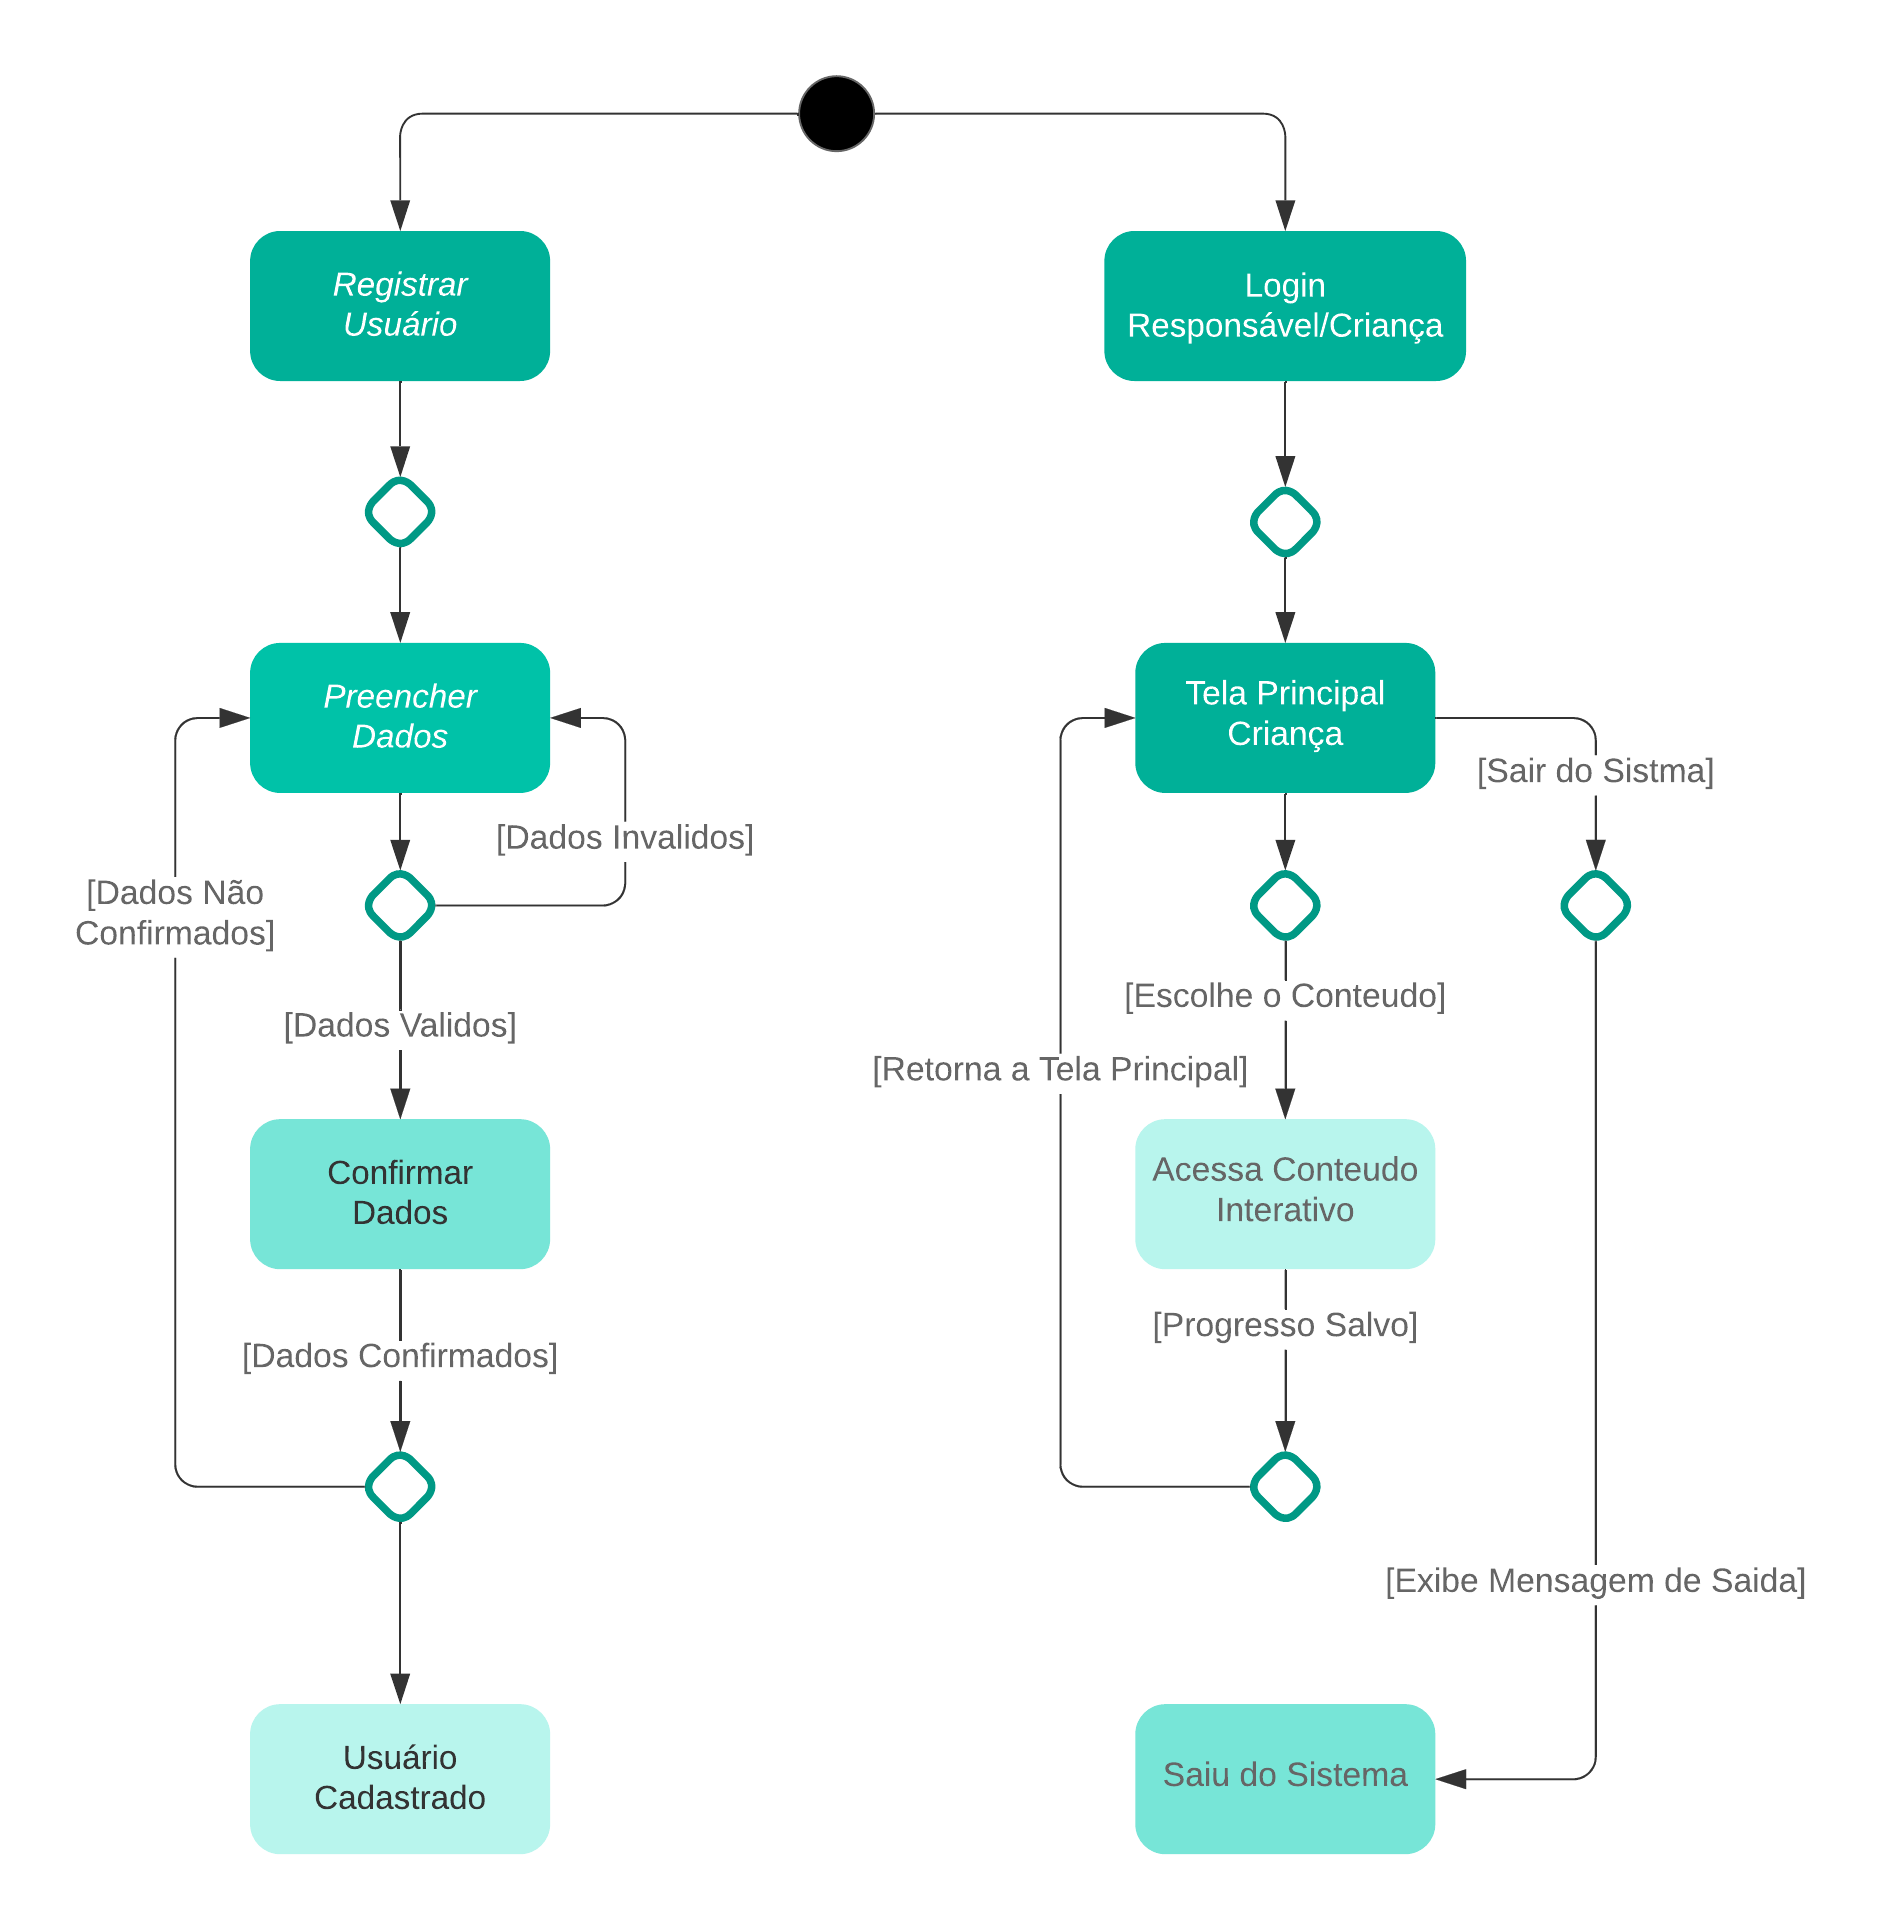 Registrar
Usuário
Login
Responsável/Criança
Preencher
Dados
Tela Principal
Criança
[Sair do Sistma]
[Dados Invalidos]
[Dados Não
Confirmados]
[Escolhe o Conteudo]
[Dados Validos]
[Retorna a Tela Principal]
Confirmar
Dados
Acessa Conteudo
Interativo
[Progresso Salvo]
[Dados Confirmados]
[Exibe Mensagem de Saida]
Usuário
Cadastrado
Saiu do Sistema